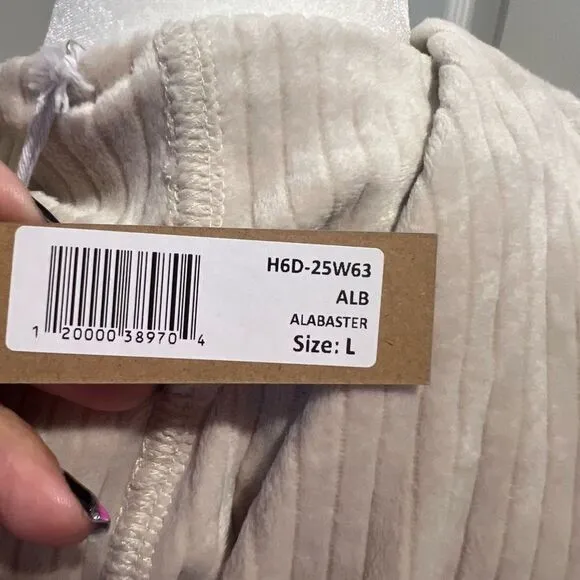 H6D-25W63
ALB
ALABASTER
Size: L
1 20000 38970 4